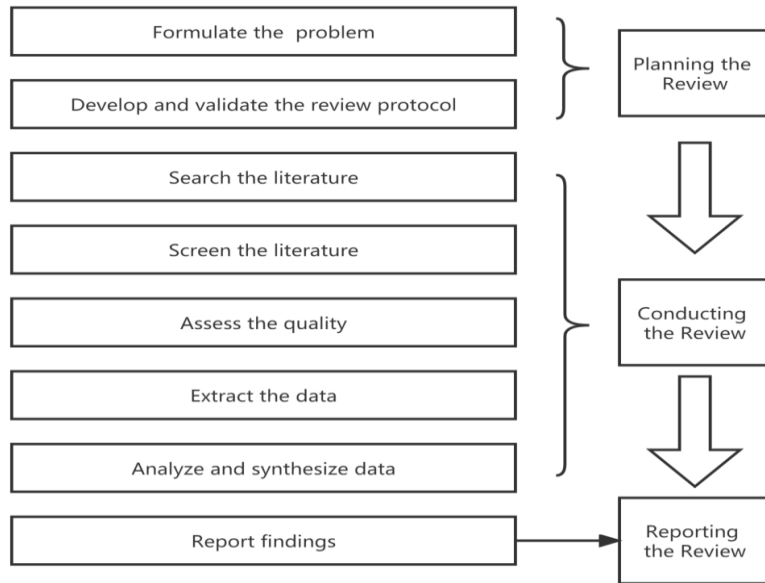 Formulate the problem
Develop and validate the review protocol
Search the literature
Screen the literature
Assess the quality
Extract the data
Analyze and synthesize data
Report findings
Planning the
Review
Conducting
the Review
Reporting
the Review